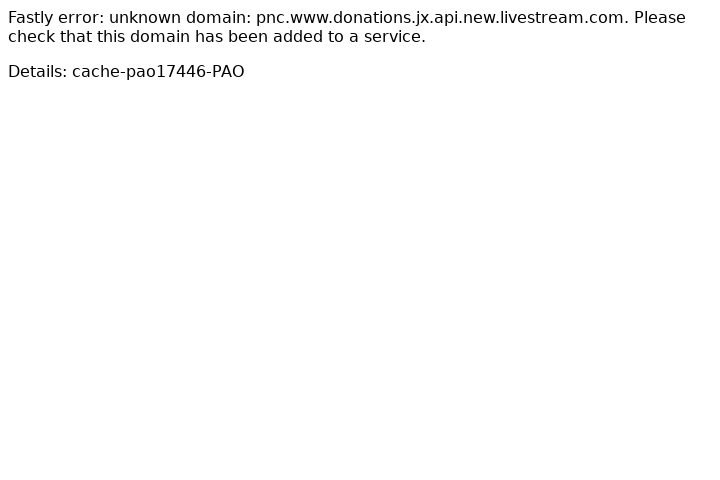 Fastly error: unknown domain: pnc.www.donations.jx.api.new.livestream.com. Please
check that this domain has been added to a service.
Details: cache-pao17446-PAO